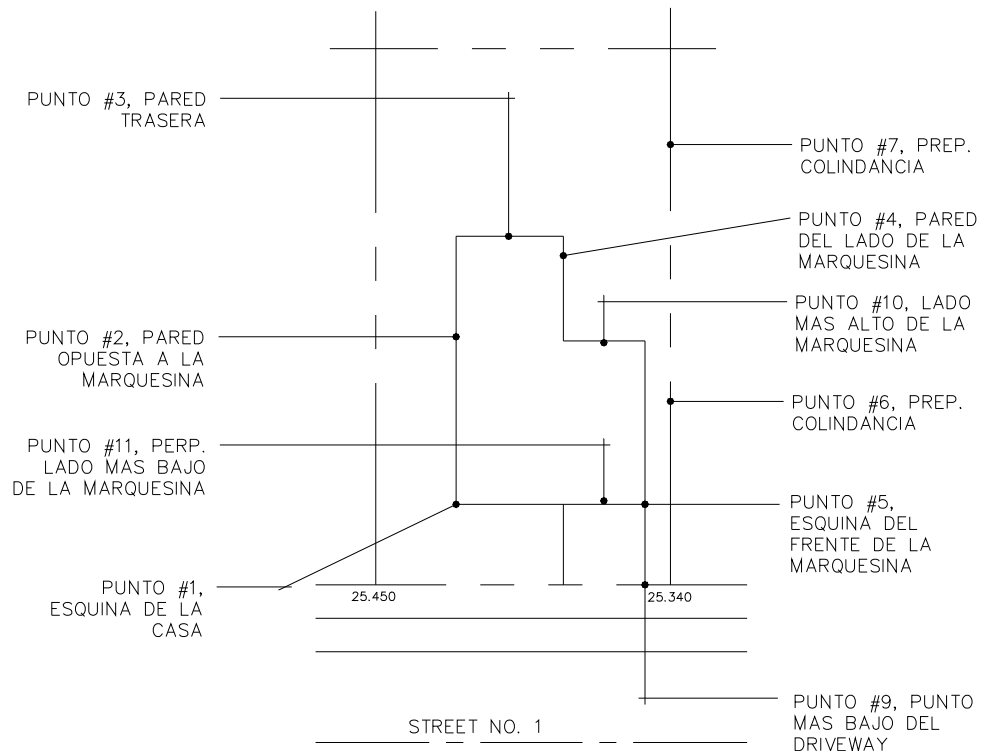 PUNTO #3, PARED
TRASERA
PUNTO #7, PREP.
COLINDANCIA
PUNTO #4, PARED
DEL LADO DE LA
MARQUESINA
PUNTO #10, LADO
MAS ALTO DE LA
MARQUESINA
PUNTO #2, PARED
OPUESTA A LA
MARQUESINA
PUNTO #6, PREP.
COLINDANCIA
PUNTO #11, PERP.
LADO MAS BAJO
DE LA MARQUESINA
PUNTO #5,
ESQUINA DEL
FRENTE DE LA
MARQUESINA
PUNTO #1,
ESQUINA DE LA
CASA
25.450
25.340
PUNTO #9, PUNTO
MAS BAJO DEL
DRIVEWAY
STREET NO. 1